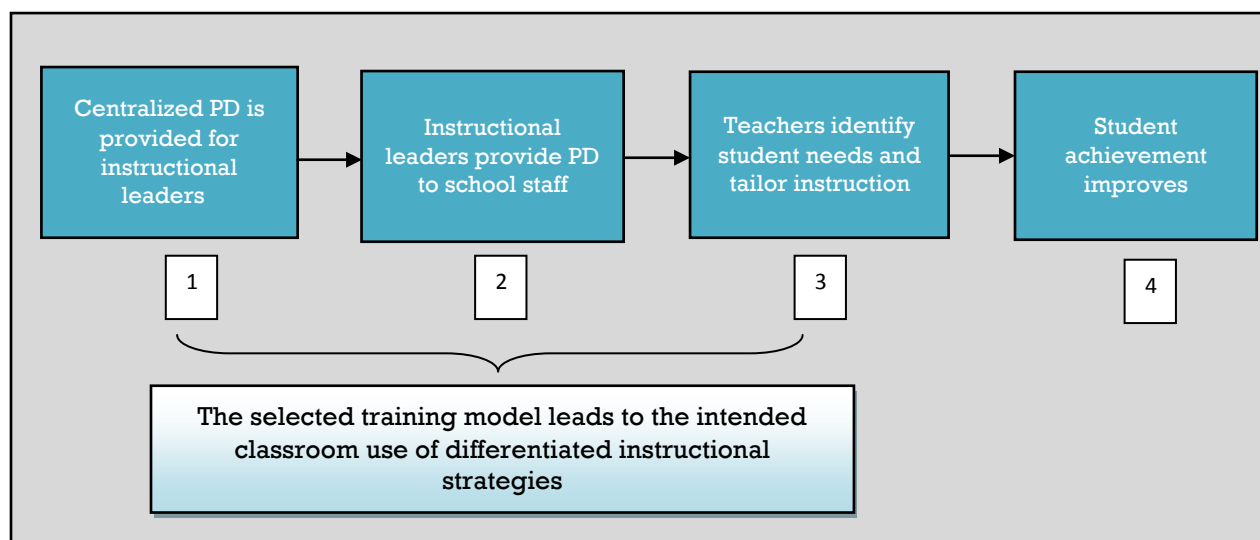 Centralized PD is
provided for
instructional
leaders
Instructional
leaders provide PD
to school staff
Teachers identify
student needs and
tailor instruction
Student
achievement
improves
1
2
3
4
The selected training model leads to the intended
classroom use of differentiated instructional
strategies